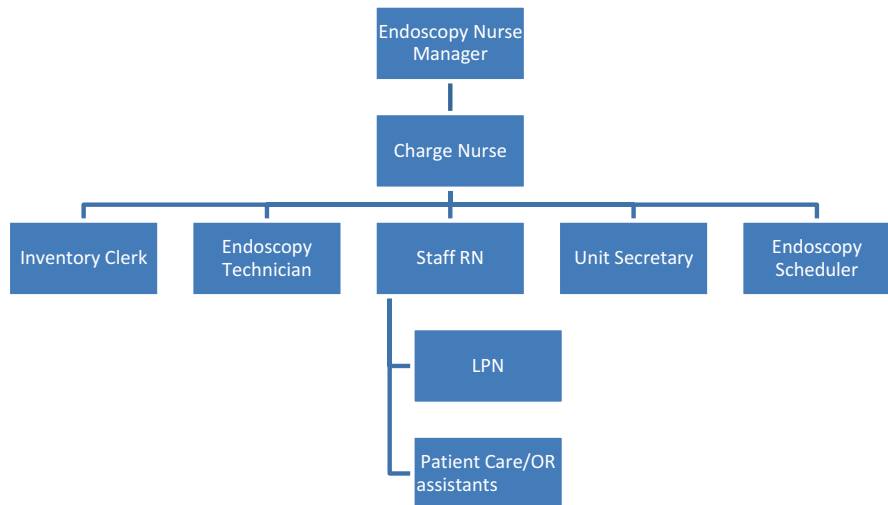 Endoscopy Nurse
Manager
Charge Nurse
Inventory Clerk
Endoscopy
Technician
Staff RN
Unit Secretary
Endoscopy
Scheduler
LPN
Patient Care/OR
assistants